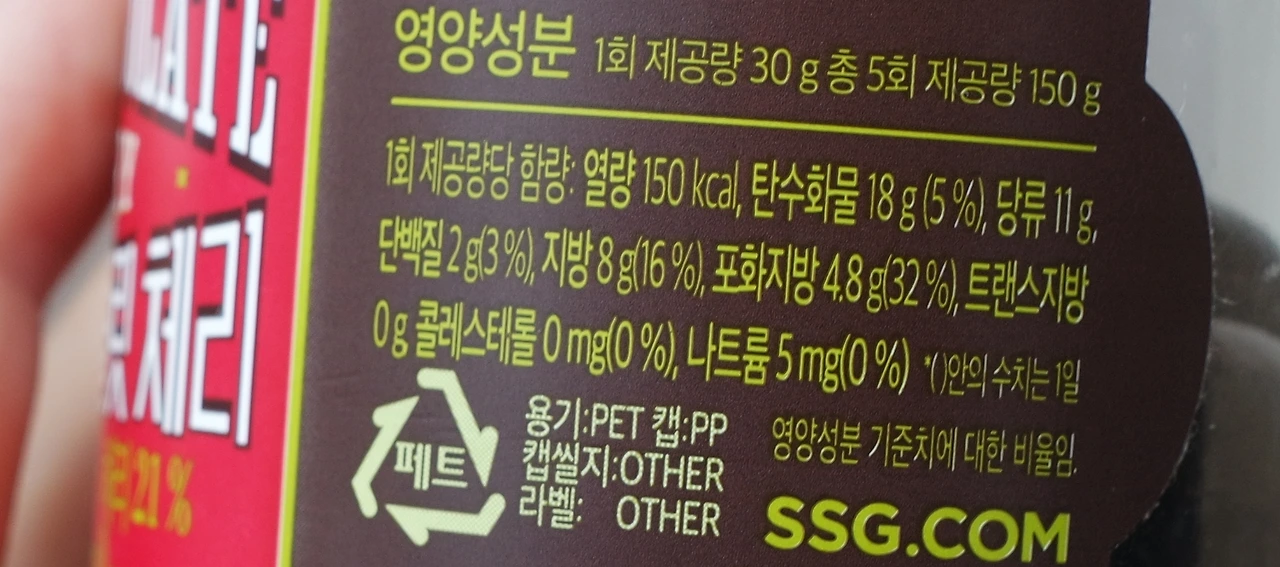 체리
21 %
영양성분 1회 제공량 30 g 총 5회 제공량 150 g
1회 제공량당 함량: 열량 150 kcal, 탄수화물 18 g (5 %), 당류 11 g,
단백질 2 g(3 %), 지방 8 g(16 %), 포화지방 4.8 g(32 %), 트랜스지방
0 g 콜레스테롤 0 mg(0 %), 나트륨 5 mg(0 %) *( )안의 수치는 1일
영양성분 기준치에 대한 비율임.
페트
용기:PET 캡:PP
캡씰지:OTHER
라벨: OTHER
SSG.COM